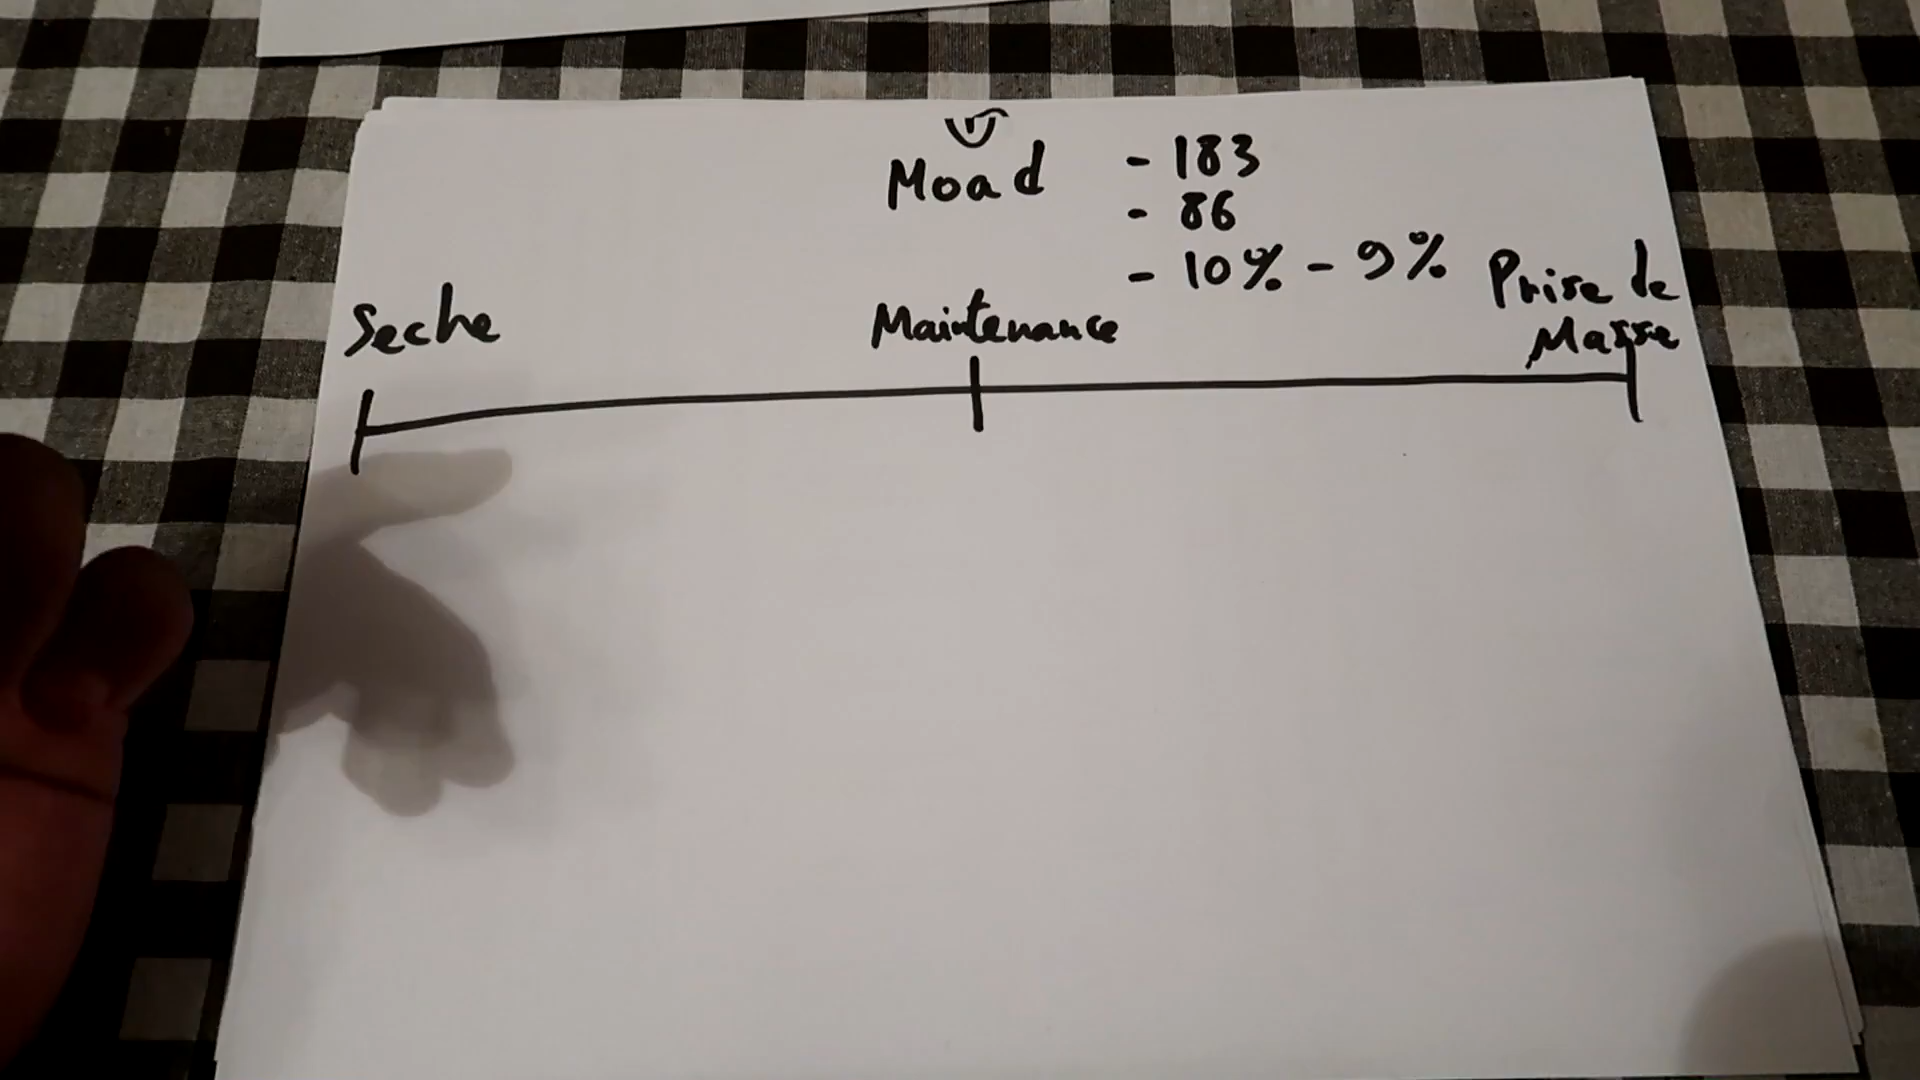 Moad
- 183
- 86
- 10% - 9%
Seche
Maintenance
Prise de
Masse